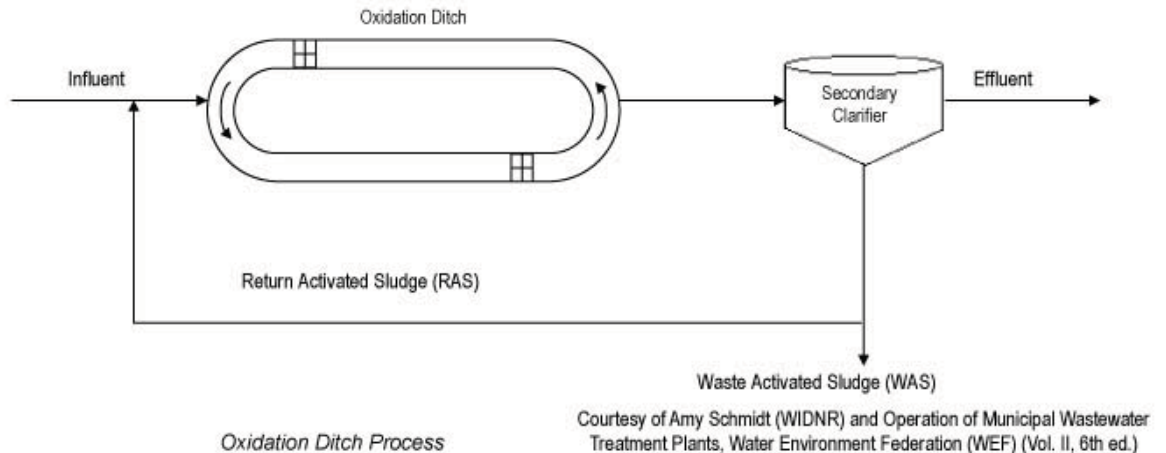 Oxidation Ditch
Influent
Secondary
Clarifier
Effluent
Return Activated Sludge (RAS)
Waste Activated Sludge (WAS)
Courtesy of Amy Schmidt (WIDNR) and Operation of Municipal Wastewater
Treatment Plants, Water Environment Federation (WEF) (Vol. II, 6th ed.)
Oxidation Ditch Process